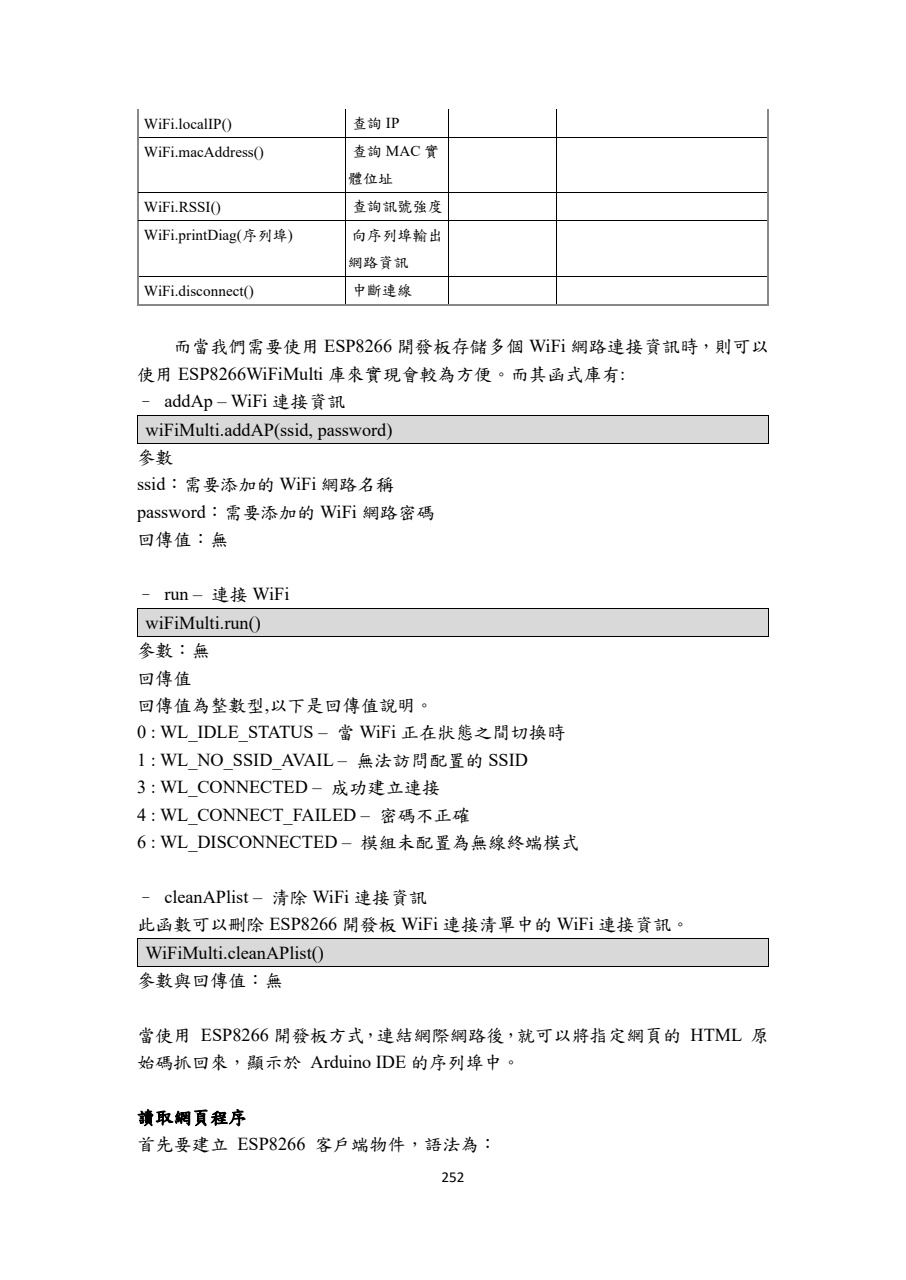 WiFi.localIP() 查詢 IP
WiFi.macAddress() 查詢 MAC 實
體位址
WiFi.RSSI() 查詢訊號強度
WiFi.printDiag(序列埠) 向序列埠輸出
網路資訊
WiFi.disconnect() 中斷連線
而當我們需要使用 ESP8266 開發板存儲多個 WiFi 網路連接資訊時，則可以
使用 ESP8266WiFiMulti 庫來實現會較為方便。而其函式庫有:
– addAp – WiFi 連接資訊
wiFiMulti.addAP(ssid, password)
參數
ssid：需要添加的 WiFi 網路名稱
password：需要添加的 WiFi 網路密碼
回傳值：無
– run – 連接 WiFi
wiFiMulti.run()
參數：無
回傳值
回傳值為整數型,以下是回傳值說明。
0 : WL_IDLE_STATUS – 當 WiFi 正在狀態之間切換時
1 : WL_NO_SSID_AVAIL – 無法訪問配置的 SSID
3 : WL_CONNECTED – 成功建立連接
4 : WL_CONNECT_FAILED – 密碼不正確
6 : WL_DISCONNECTED – 模組未配置為無線終端模式
– cleanAPlist – 清除 WiFi 連接資訊
此函數可以刪除 ESP8266 開發板 WiFi 連接清單中的 WiFi 連接資訊。
WiFiMulti.cleanAPlist()
參數與回傳值：無
當使用 ESP8266 開發板方式，連結網際網路後，就可以將指定網頁的 HTML 原
始碼抓回來，顯示於 Arduino IDE 的序列埠中。
讀取網頁程序
首先要建立 ESP8266 客戶端物件，語法為：
252